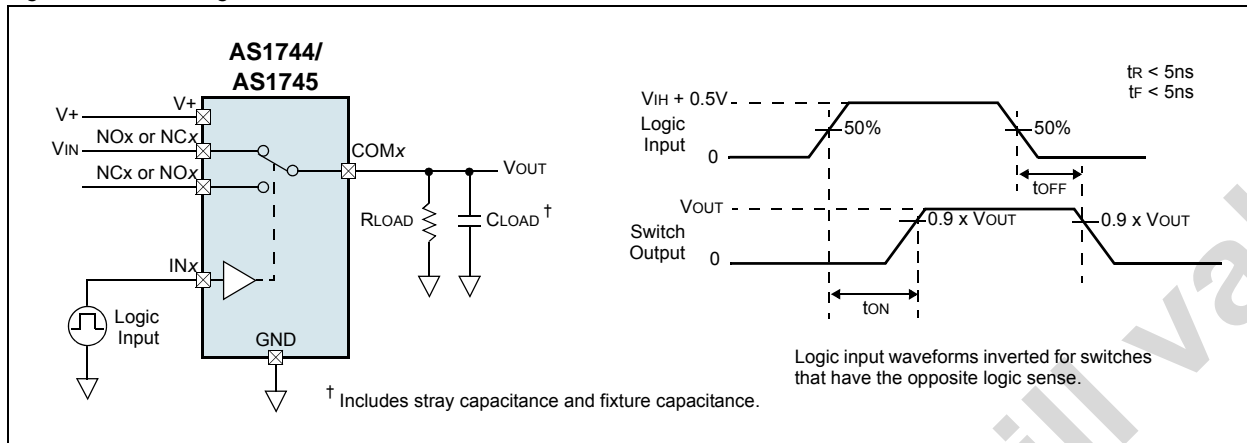 AS1744/
AS1745
V+
V+
NOx or NCx
VIN
NCx or NOx
COMx
VOUT
RLOAD
CLOAD †
INx
Logic
Input
GND
† Includes stray capacitance and fixture capacitance.
tR < 5ns
tF < 5ns
VIH + 0.5V
Logic
Input
0
50%
50%
tOFF
VOUT
Switch
Output
0
0.9 x VOUT
0.9 x VOUT
tON
Logic input waveforms inverted for switches
that have the opposite logic sense.